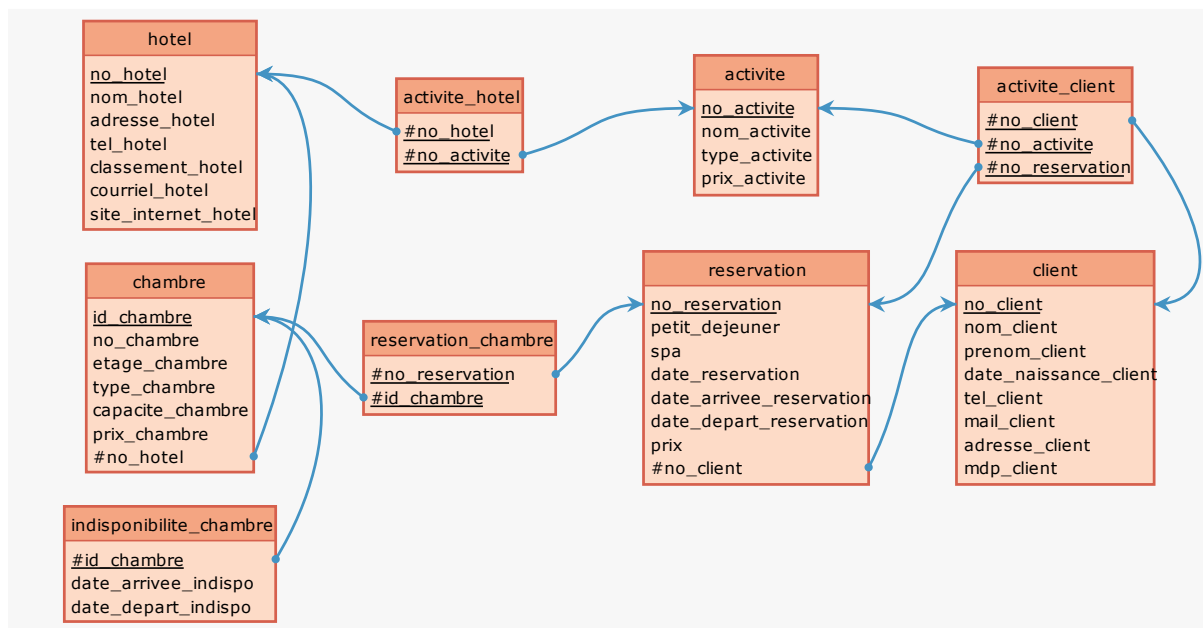 hotel
no_hotel
nom_hotel
adresse_hotel
tel_hotel
classement_hotel
courriel_hotel
site_internet_hotel
activite_hotel
#no_hotel
#no_activite
activite
no_activite
nom_activite
type_activite
prix_activite
activite_client
#no_client
#no_activite
#no_reservation
chambre
id_chambre
no_chambre
etage_chambre
type_chambre
capacite_chambre
prix_chambre
#no_hotel
reservation_chambre
#no_reservation
#id_chambre
reservation
no_reservation
petit_dejeuner
spa
date_reservation
date_arrivee_reservation
date_depart_reservation
prix
#no_client
client
no_client
nom_client
prenom_client
date_naissance_client
tel_client
mail_client
adresse_client
mdp_client
indisponibilite_chambre
#id_chambre
date_arrivee_indispo
date_depart_indispo